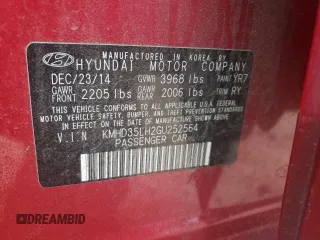 MANUFACTURED IN KOREA BY
HYUNDAI MOTOR COMPANY
DEC/23/14 GVWR 3968 lbs PAINT YR7
GAWR FRONT 2205 lbs GAWR REAR 2006 lbs TRIM RY
THIS VEHICLE CONFORMS TO ALL APPLICABLE
U.S. FEDERAL MOTOR VEHICLE SAFETY, BUMPER,
AND THEFT PREVENTION STANDARDS IN EFFECT
ON THE DATE OF MANUFACTURE SHOWN ABOVE.
V.I.N KMHD35LH2GU252564
PASSENGER CAR
DREAMBID